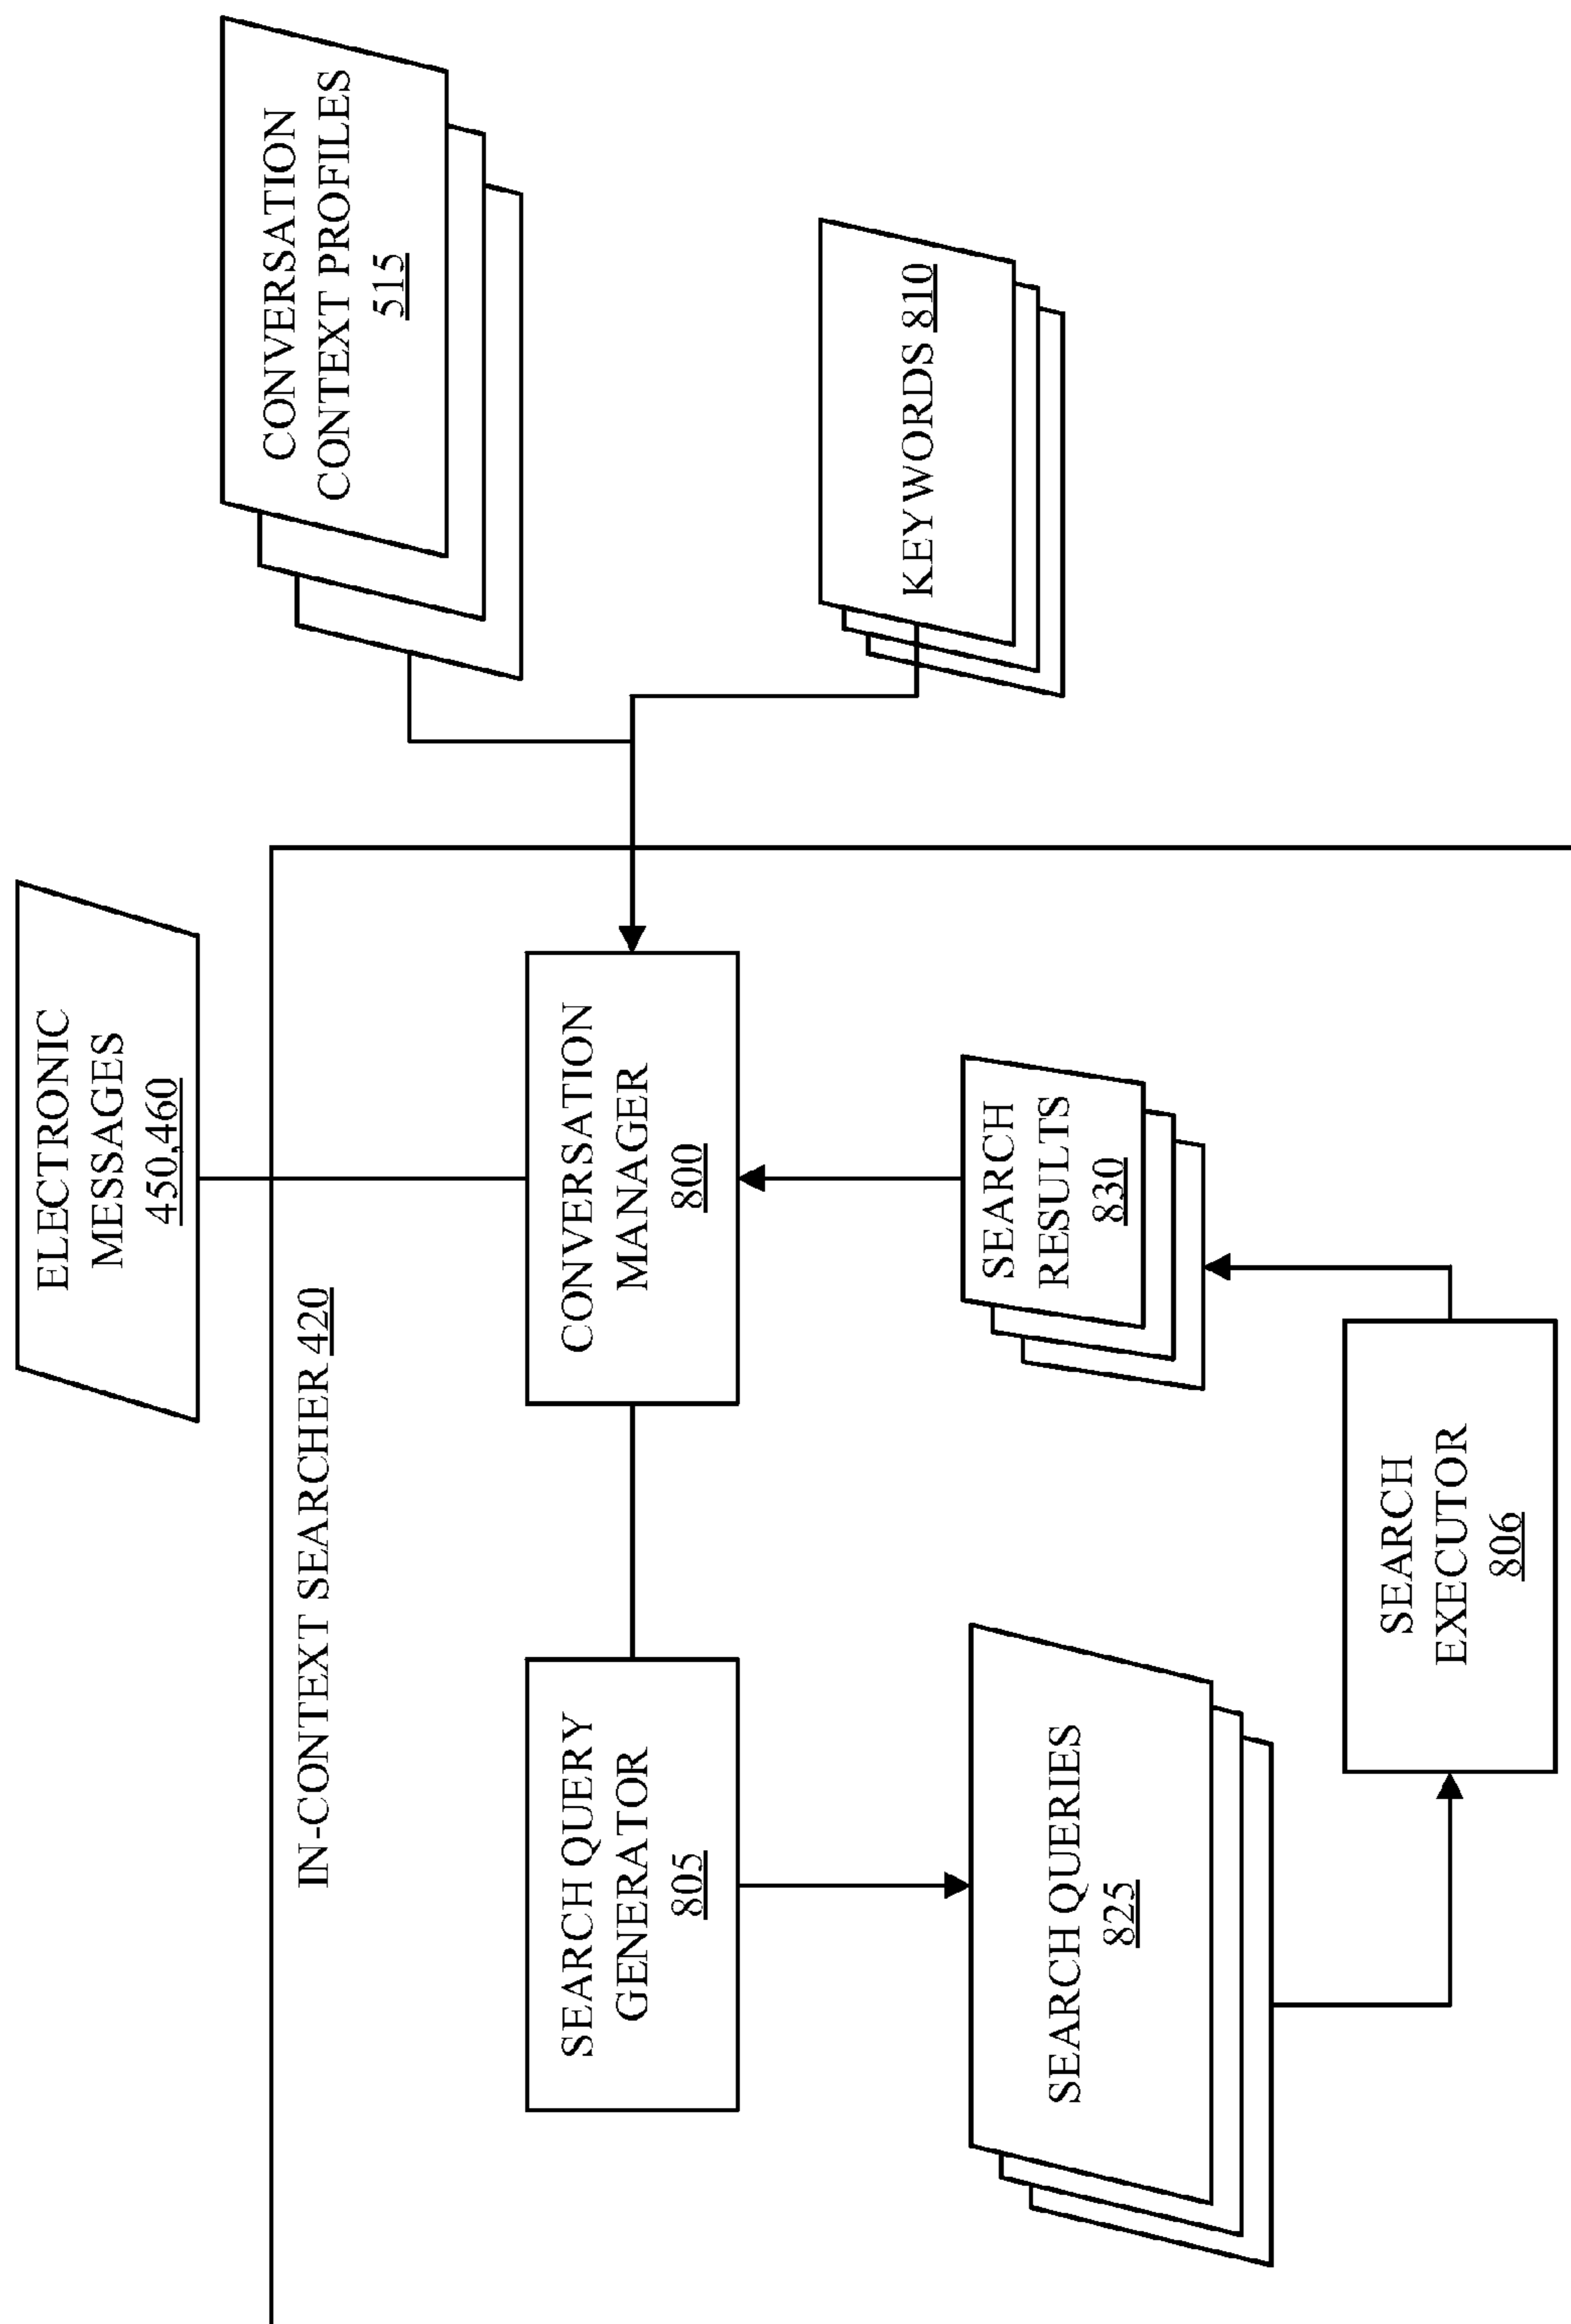 ELECTRONIC
MESSAGES
450,460
IN-CONTEXT SEARCHER 420
CONVERSATION
CONTEXT PROFILES
515
SEARCH QUERY
GENERATOR
805
CONVERSATION
MANAGER
800
KEYWORDS 810
SEARCH QUERIES
825
SEARCH
RESULTS
830
SEARCH
EXECUTOR
806